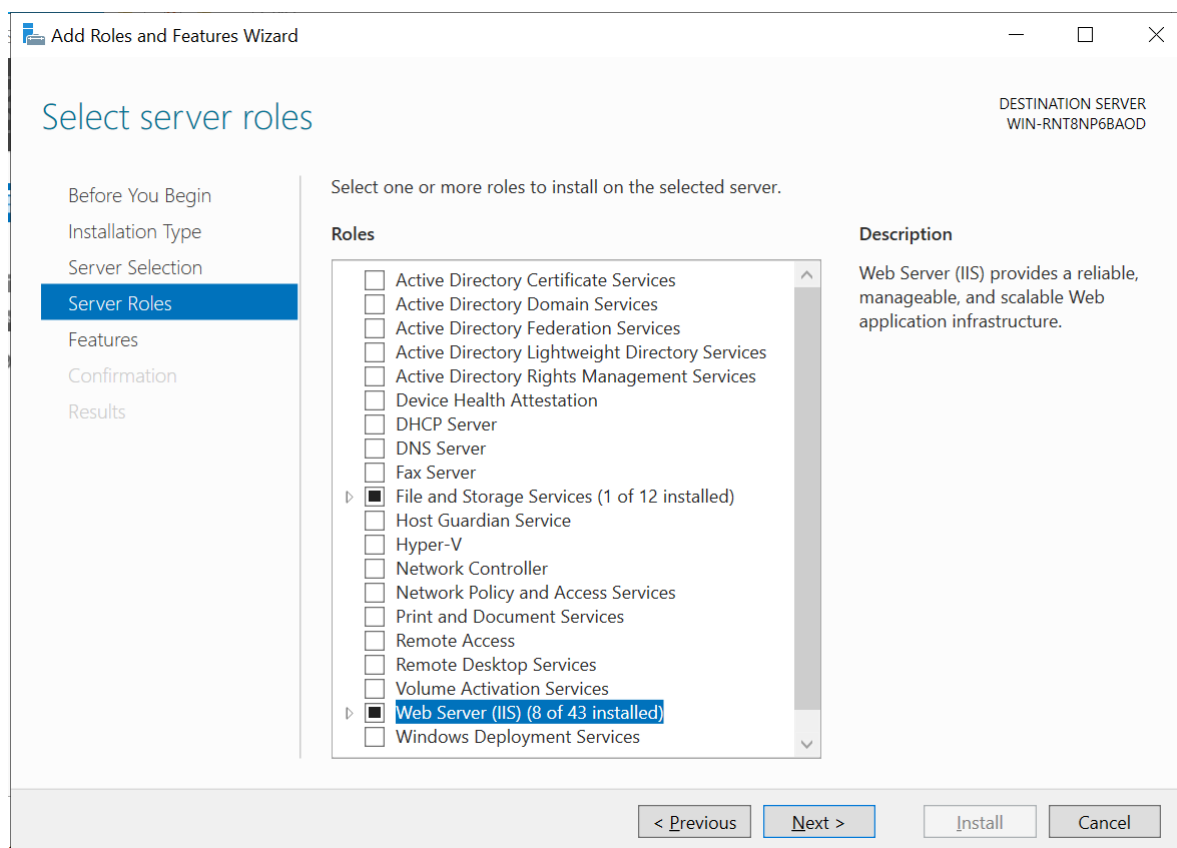 Add Roles and Features Wizard
Select server roles
DESTINATION SERVER
WIN-RNT8NP6BAOD
Before You Begin
Installation Type
Server Selection
Server Roles
Features
Confirmation
Results
Select one or more roles to install on the selected server.
Roles
Active Directory Certificate Services
Active Directory Domain Services
Active Directory Federation Services
Active Directory Lightweight Directory Services
Active Directory Rights Management Services
Device Health Attestation
DHCP Server
DNS Server
Fax Server
File and Storage Services (1 of 12 installed)
Host Guardian Service
Hyper-V
Network Controller
Network Policy and Access Services
Print and Document Services
Remote Access
Remote Desktop Services
Volume Activation Services
Web Server (IIS) (8 of 43 installed)
Windows Deployment Services
Description
Web Server (IIS) provides a reliable,
manageable, and scalable Web
application infrastructure.
< Previous
Next >
Install
Cancel